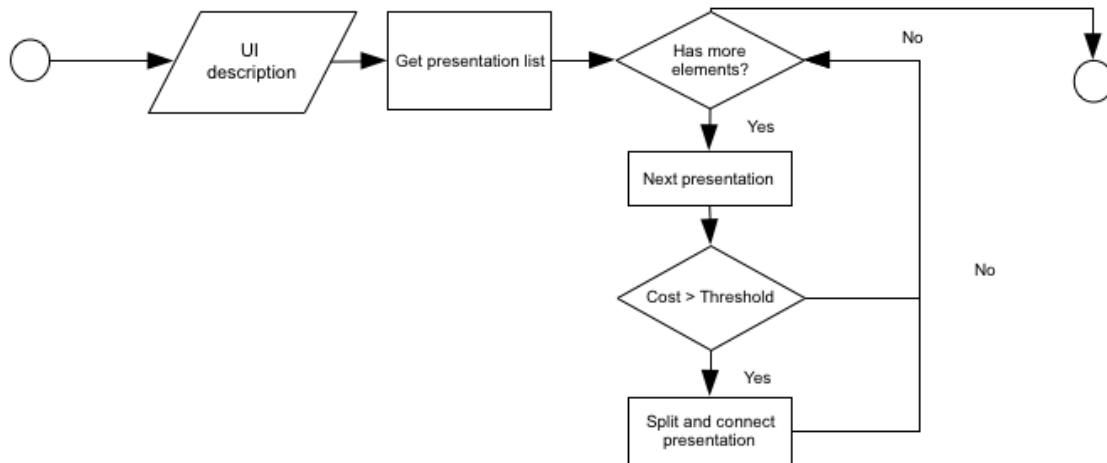 UI
description
Get presentation list
Has more
elements?
No
Yes
Next presentation
Cost > Threshold
No
Yes
Split and connect
presentation